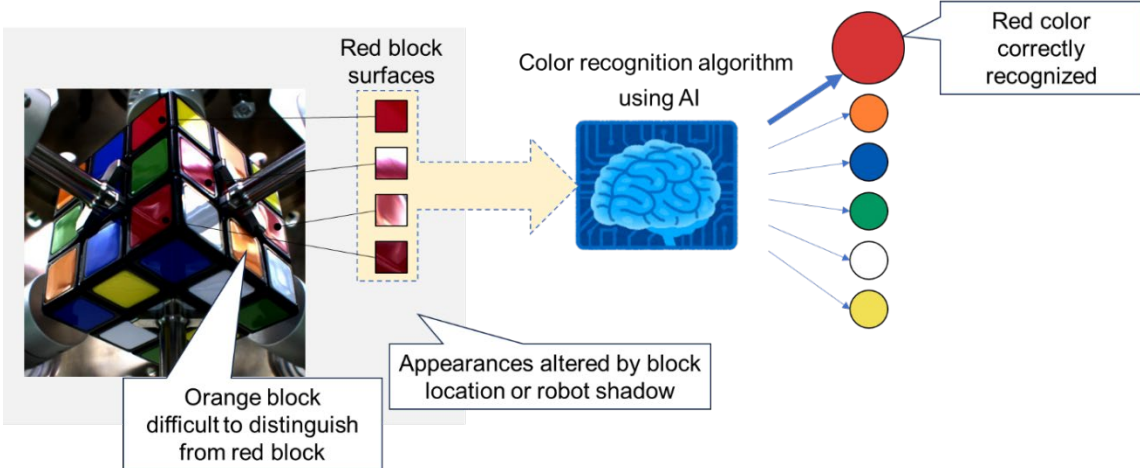 Red block
surfaces
Color recognition algorithm
using AI
Red color
correctly
recognized
Appearances altered by block
location or robot shadow
Orange block
difficult to distinguish
from red block